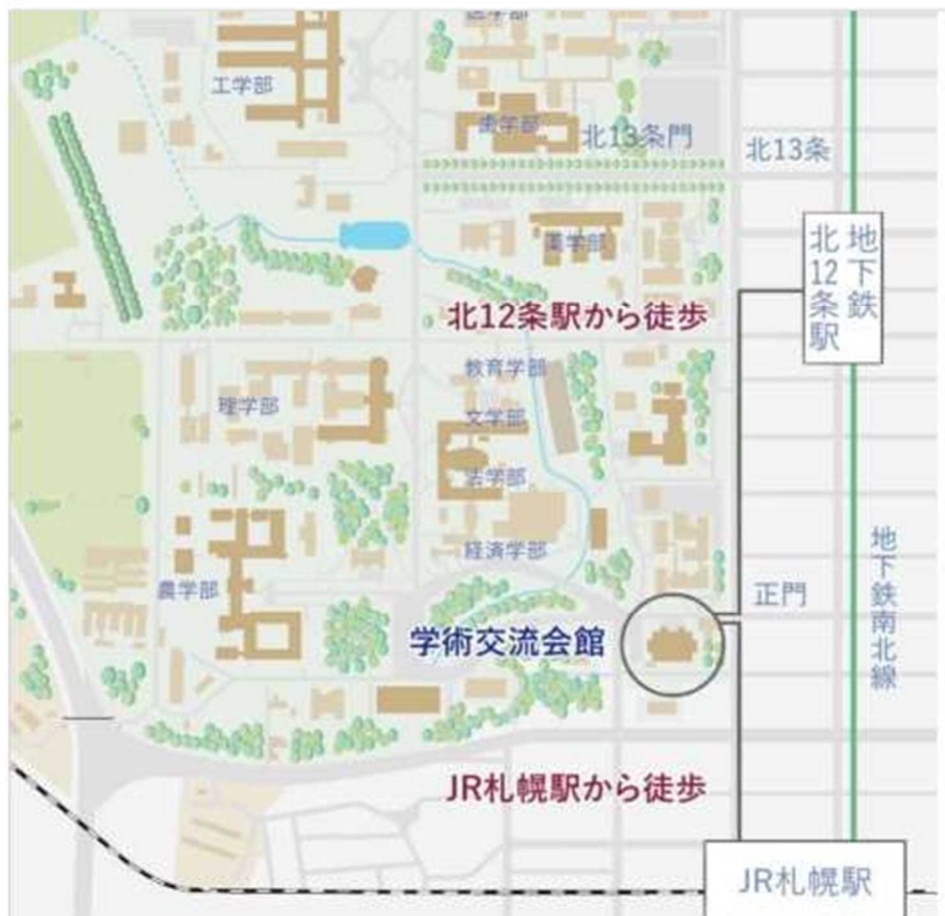 医学部
工学部
歯学部
北13条門
北13条
薬学部
地下鉄
北12条駅
北12条駅から徒歩
教育学部
理学部
文学部
法学部
経済学部
地下鉄南北線
農学部
正門
学術交流会館
JR札幌駅から徒歩
JR札幌駅